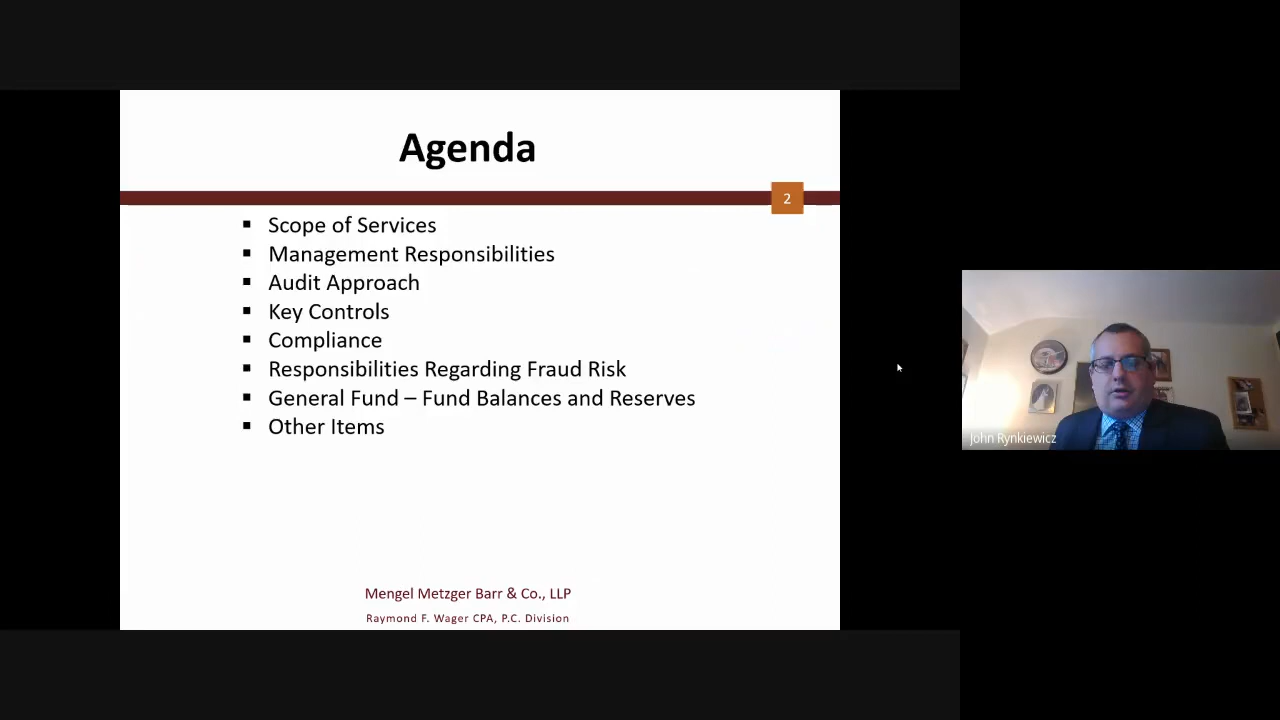 Agenda
2
▪ Scope of Services
▪ Management Responsibilities
▪ Audit Approach
▪ Key Controls
▪ Compliance
▪ Responsibilities Regarding Fraud Risk
▪ General Fund – Fund Balances and Reserves
▪ Other Items
Mengel Metzger Barr & Co., LLP
Raymond F. Wager CPA, P.C. Division
John Rynkiewicz